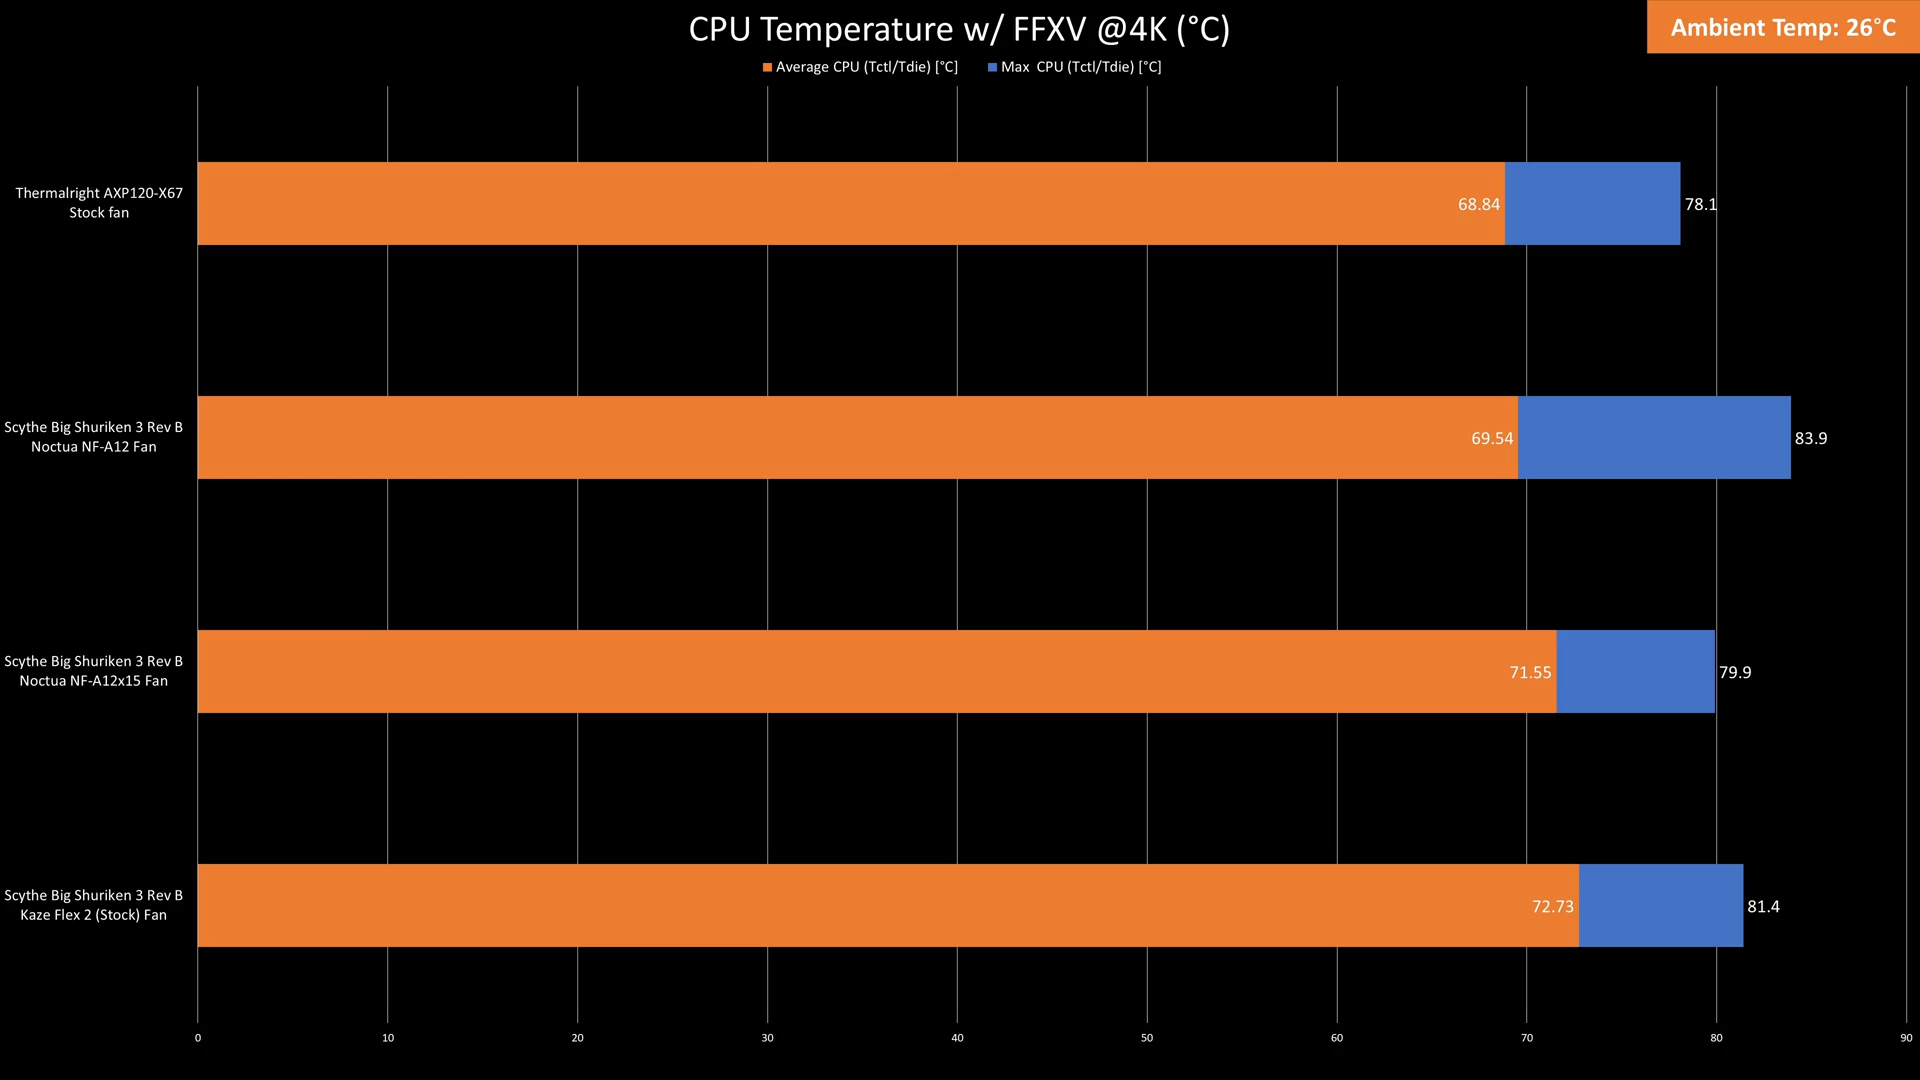 CPU Temperature w/ FFXV @4K (°C)
Ambient Temp: 26°C
Average CPU (Tctl/Tdie) [°C]
Max  CPU (Tctl/Tdie) [°C]
Thermalright AXP120-X67
Stock fan
68.84
78.1
Scythe Big Shuriken 3 Rev B
Noctua NF-A12 Fan
69.54
83.9
Scythe Big Shuriken 3 Rev B
Noctua NF-A12x15 Fan
71.55
79.9
Scythe Big Shuriken 3 Rev B
Kaze Flex 2 (Stock) Fan
72.73
81.4
0 10 20 30 40 50 60 70 80 90